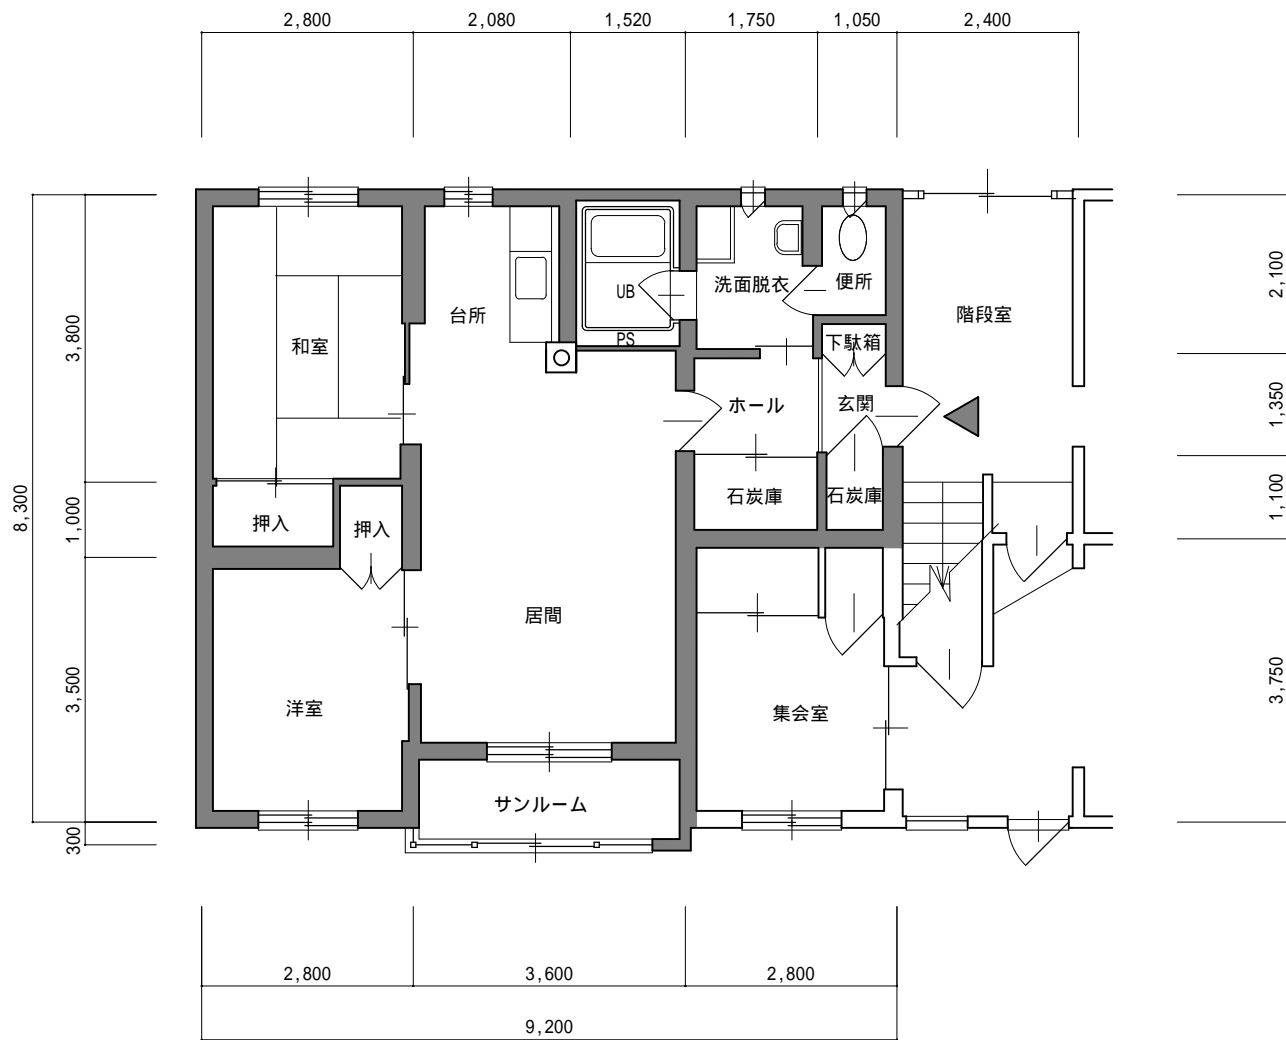 2,800 2,080 1,520 1,750 1,050 2,400
3,800
1,000
8,300
3,500
300
2,100
1,350
1,100
3,750
和室
台所
UB
PS
洗面脱衣
便所
階段室
下駄箱
ホール
玄関
押入
押入
石炭庫
石炭庫
居間
洋室
集会室
サンルーム
2,800 3,600 2,800
9,200